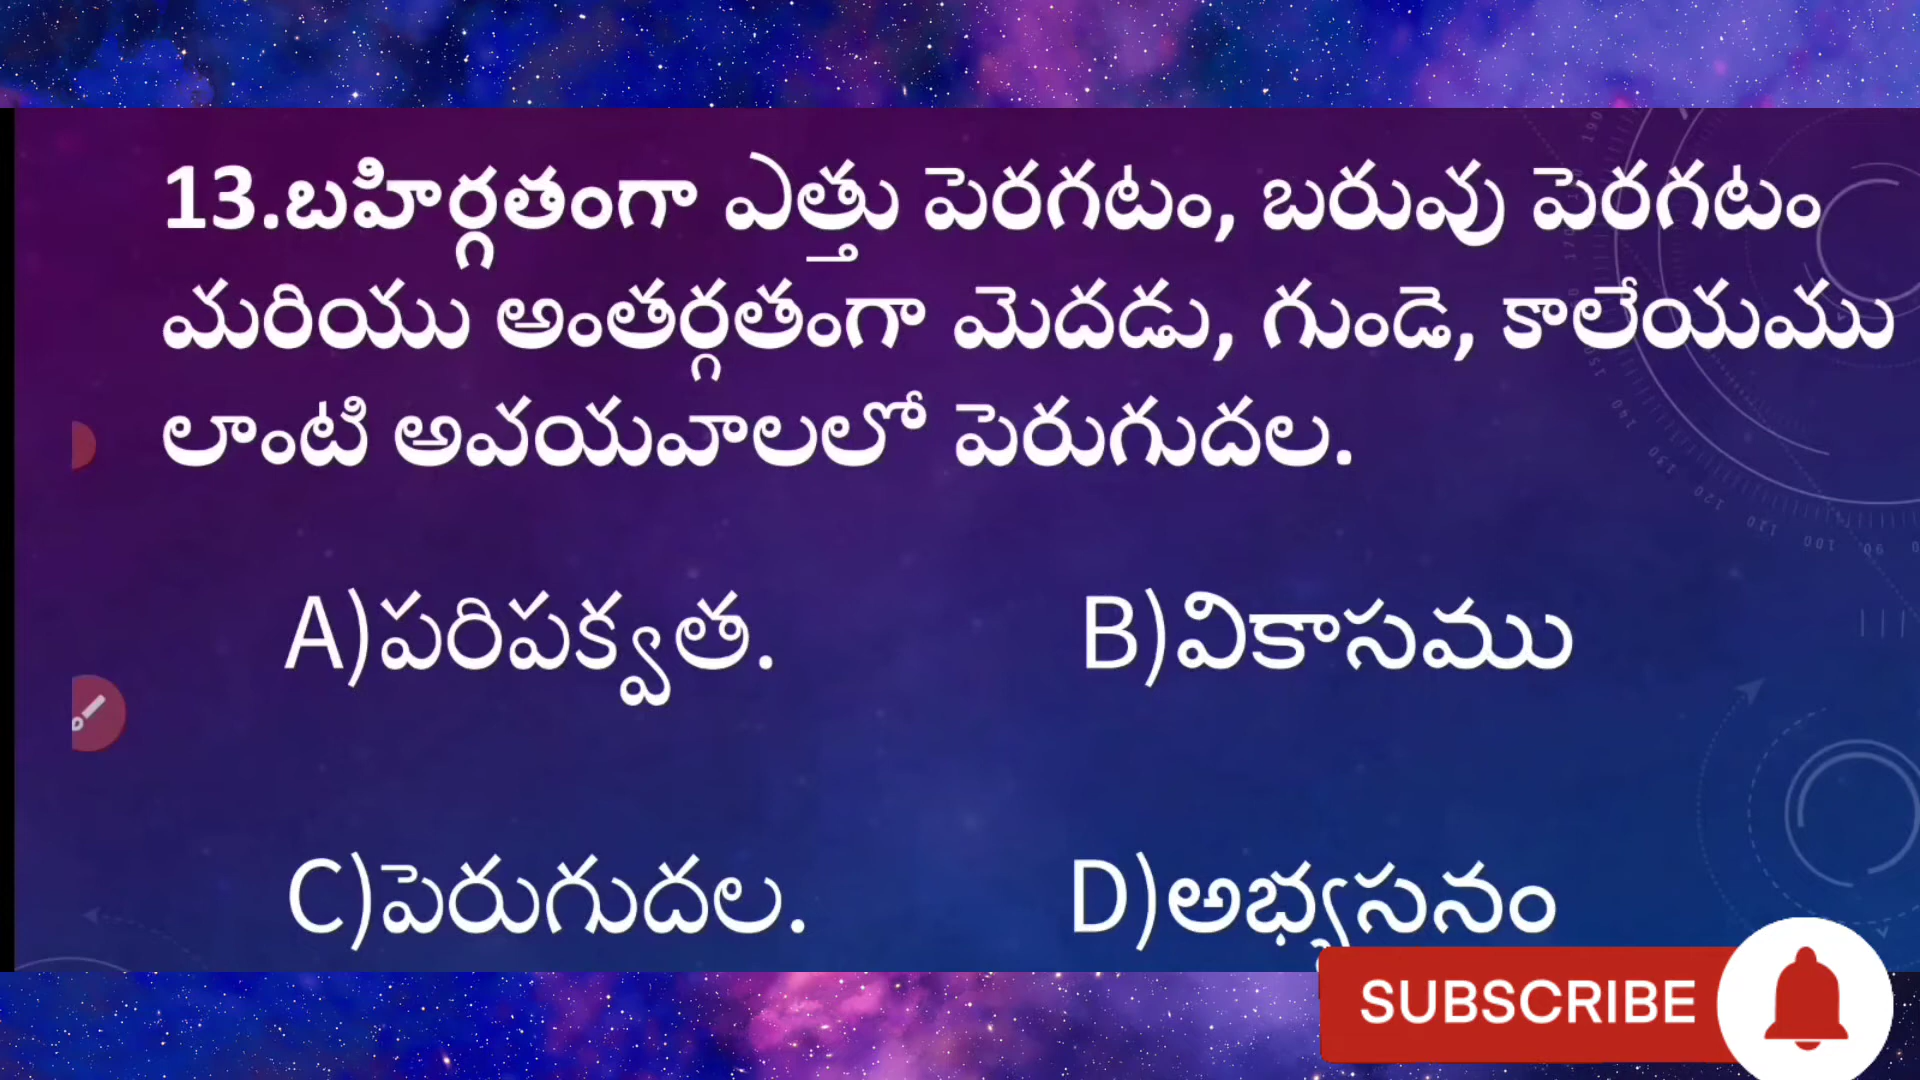 13.బహిర్గతంగా ఎత్తు పెరగటం, బరువు పెరగటం
మరియు అంతర్గతంగా మెదడు, గుండె, కాలేయము
లాంటి అవయవాలలో పెరుగుదల.
A)పరిపక్వత. B)వికాసము
C)పెరుగుదల. D)అభ్యసనం
SUBSCRIBE